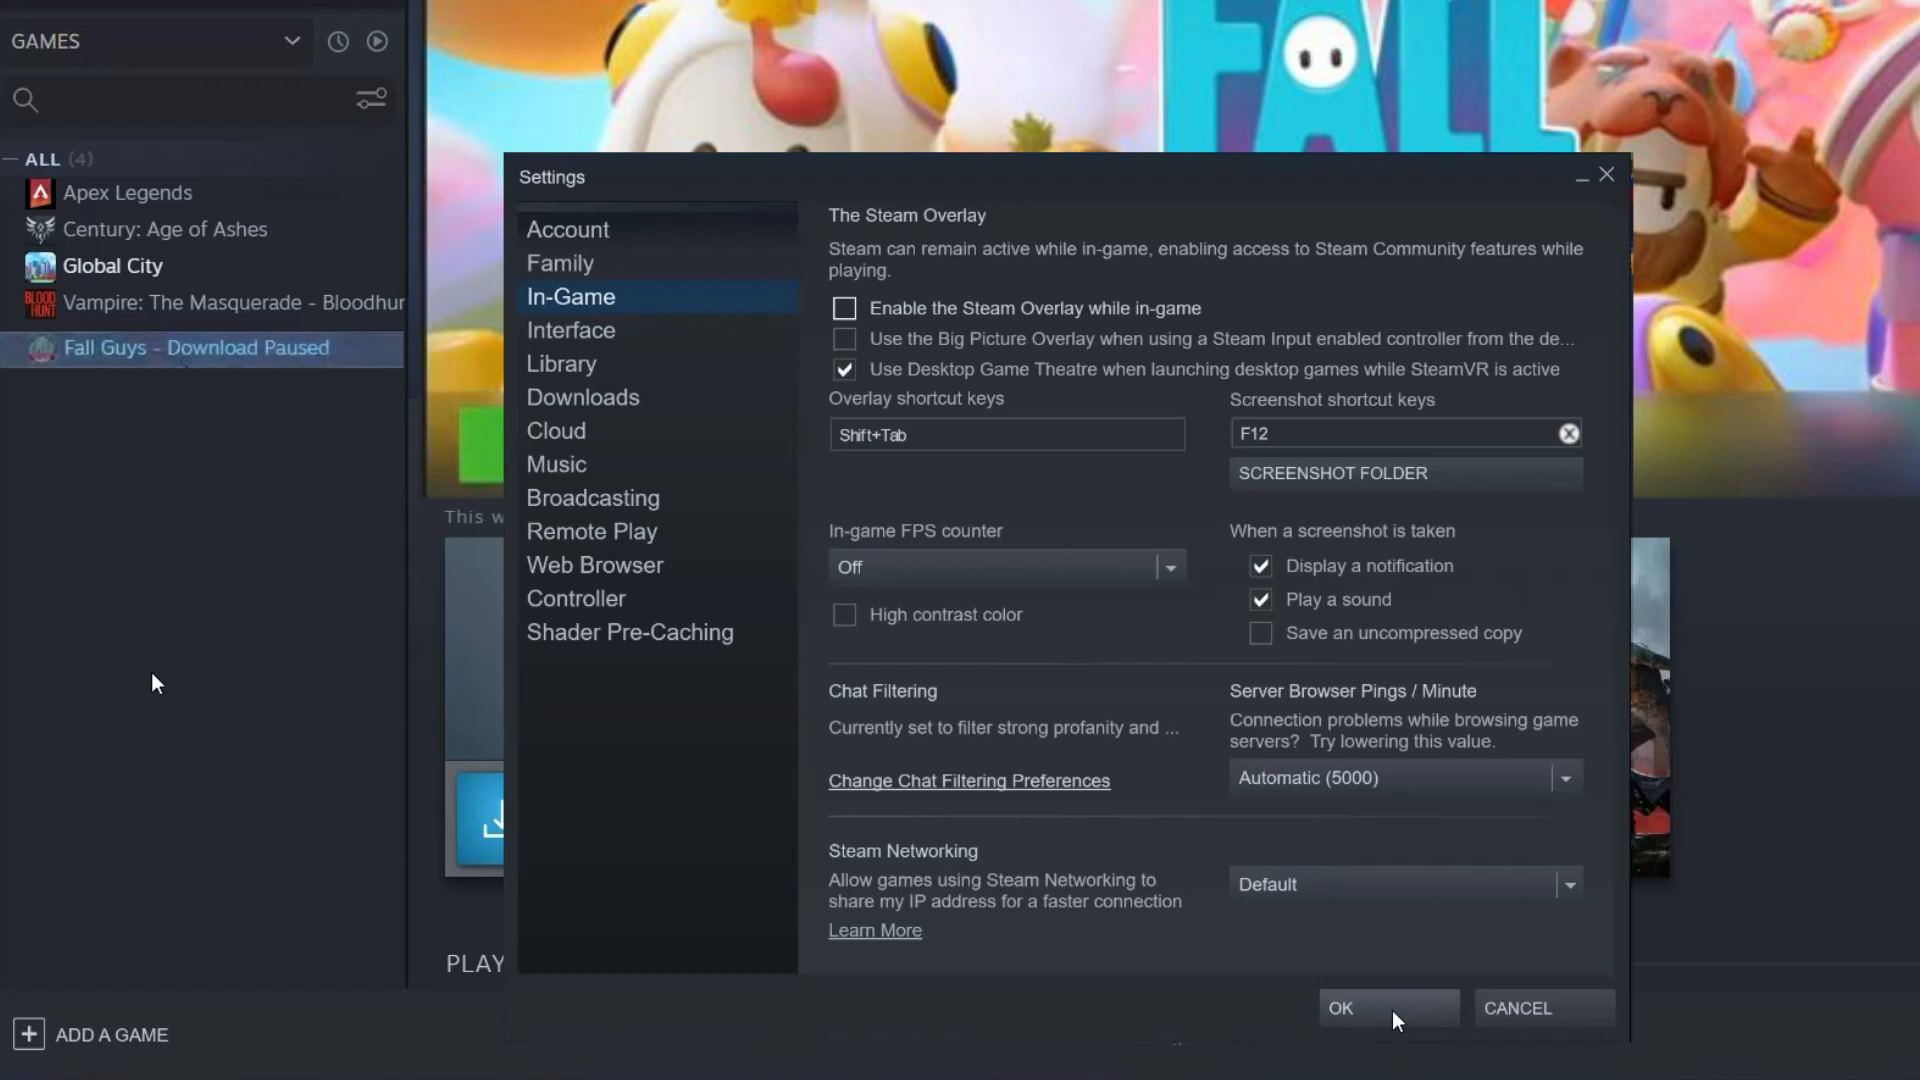 GAMES
ALL (4)
Apex Legends
Century: Age of Ashes
Global City
BLOOD
HUNT
Vampire: The Masquerade - Bloodhun
Fall Guys - Download Paused
ADD A GAME
FALL
This w
PLAY
Settings
Account
Family
In-Game
Interface
Library
Downloads
Cloud
Music
Broadcasting
Remote Play
Web Browser
Controller
Shader Pre-Caching
The Steam Overlay
Steam can remain active while in-game, enabling access to Steam Community features while
playing.
Enable the Steam Overlay while in-game
Use the Big Picture Overlay when using a Steam Input enabled controller from the de...
Use Desktop Game Theatre when launching desktop games while SteamVR is active
Overlay shortcut keys
Shift+Tab
Screenshot shortcut keys
F12
SCREENSHOT FOLDER
In-game FPS counter
Off
High contrast color
When a screenshot is taken
Display a notification
Play a sound
Save an uncompressed copy
Chat Filtering
Currently set to filter strong profanity and ...
Change Chat Filtering Preferences
Server Browser Pings / Minute
Connection problems while browsing game
servers? Try lowering this value.
Automatic (5000)
Steam Networking
Allow games using Steam Networking to
share my IP address for a faster connection
Learn More
Default
OK
CANCEL